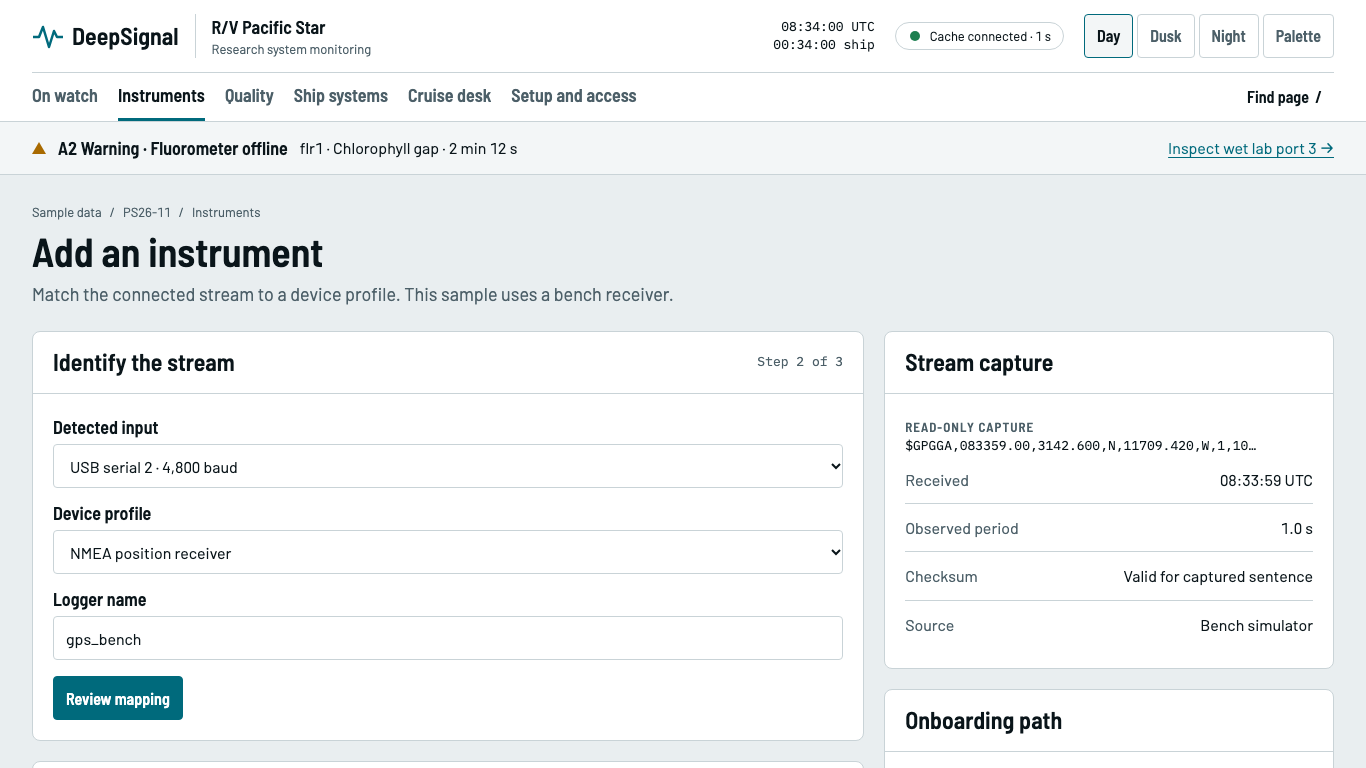 DeepSignal
R/V Pacific Star
Research system monitoring
08:34:00 UTC
00:34:00 ship
Cache connected · 1 s
Day
Dusk
Night
Palette
On watch
Instruments
Quality
Ship systems
Cruise desk
Setup and access
Find page /
A2 Warning · Fluorometer offline
flr1 · Chlorophyll gap · 2 min 12 s
Inspect wet lab port 3 →
Sample data / PS26-11 / Instruments
Add an instrument
Match the connected stream to a device profile. This sample uses a bench receiver.
Identify the stream
Step 2 of 3
Detected input
USB serial 2 · 4,800 baud
Device profile
NMEA position receiver
Logger name
gps_bench
Review mapping
Stream capture
READ-ONLY CAPTURE
$GPGGA,083359.00,3142.600,N,11709.420,W,1,10…
Received 08:33:59 UTC
Observed period 1.0 s
Checksum Valid for captured sentence
Source Bench simulator
Onboarding path